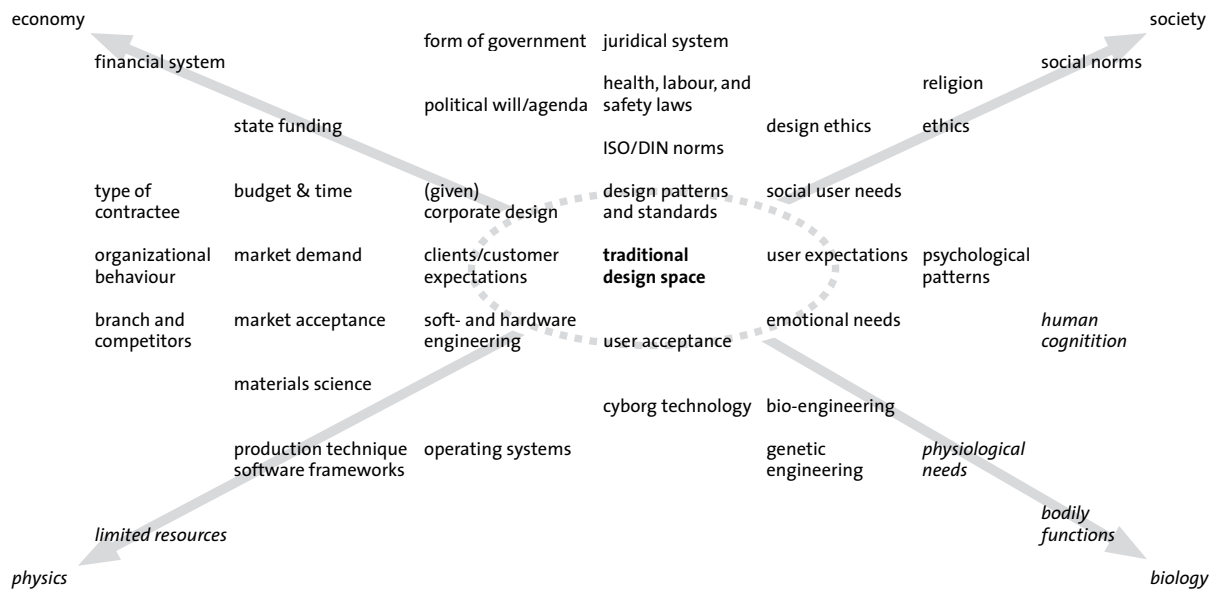 economy
society
form of government
juridical system
financial system
social norms
health, labour, and
safety laws
religion
political will/agenda
state funding
design ethics
ethics
ISO/DIN norms
type of
contractee
budget & time
(given)
corporate design
design patterns
and standards
social user needs
organizational
behaviour
market demand
clients/customer
expectations
traditional
design space
user expectations
psychological
patterns
branch and
competitors
market acceptance
soft- and hardware
engineering
user acceptance
emotional needs
human
cognitition
materials science
cyborg technology
bio-engineering
production technique
software frameworks
operating systems
genetic
engineering
physiological
needs
limited resources
bodily
functions
physics
biology